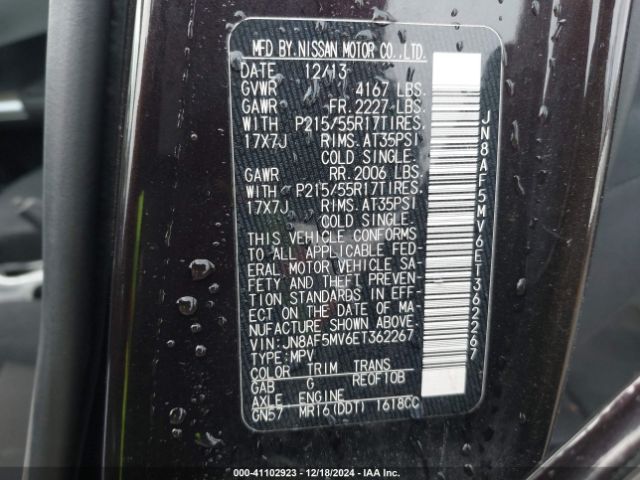 MFD BY NISSAN MOTOR CO.,LTD.
DATE 12/13
GVWR 4167 LBS.
GAWR FR. 2227 LBS.
WITH P215/55R17TIRES.
17X7J RIMS. AT35PSI
COLD SINGLE.
GAWR RR. 2006 LBS.
WITH P215/55R17TIRES.
17X7J RIMS. AT35PSI
COLD SINGLE.
THIS VEHICLE CONFORMS
TO ALL APPLICABLE FED-
ERAL MOTOR VEHICLE SA-
FETY AND THEFT PREVEN-
TION STANDARDS IN EFF-
ECT ON THE DATE OF MA-
NUFACTURE SHOWN ABOVE.
VIN: JN8AF5MV6ET362267
TYPE: MPV
COLOR TRIM TRANS
GAB G RE0F10B
AXLE ENGINE
GN57 MR16(DDT) 1618CC
JN8AF5MV6ET362267
000-41102923 - 12/18/2024 - IAA, Inc.